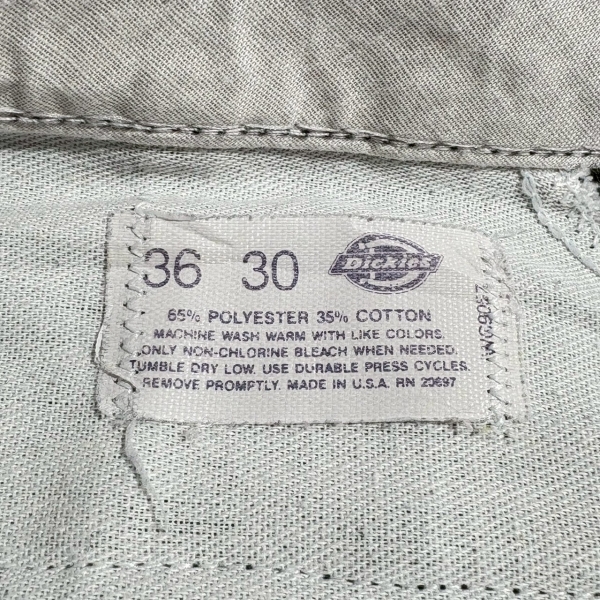 36 30 Dickies
65% POLYESTER 35% COTTON
MACHINE WASH WARM WITH LIKE COLORS.
ONLY NON-CHLORINE BLEACH WHEN NEEDED.
TUMBLE DRY LOW. USE DURABLE PRESS CYCLES.
REMOVE PROMPTLY. MADE IN U.S.A. RN 20697